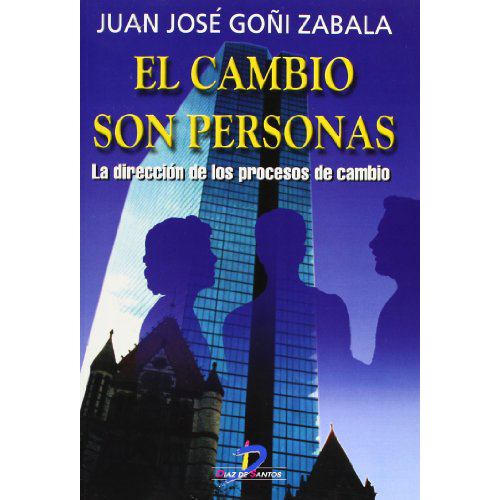 JUAN JOSÉ GOÑI ZABALA
EL CAMBIO
SON PERSONAS
La dirección de los procesos de cambio
DIAZ DE SANTOS